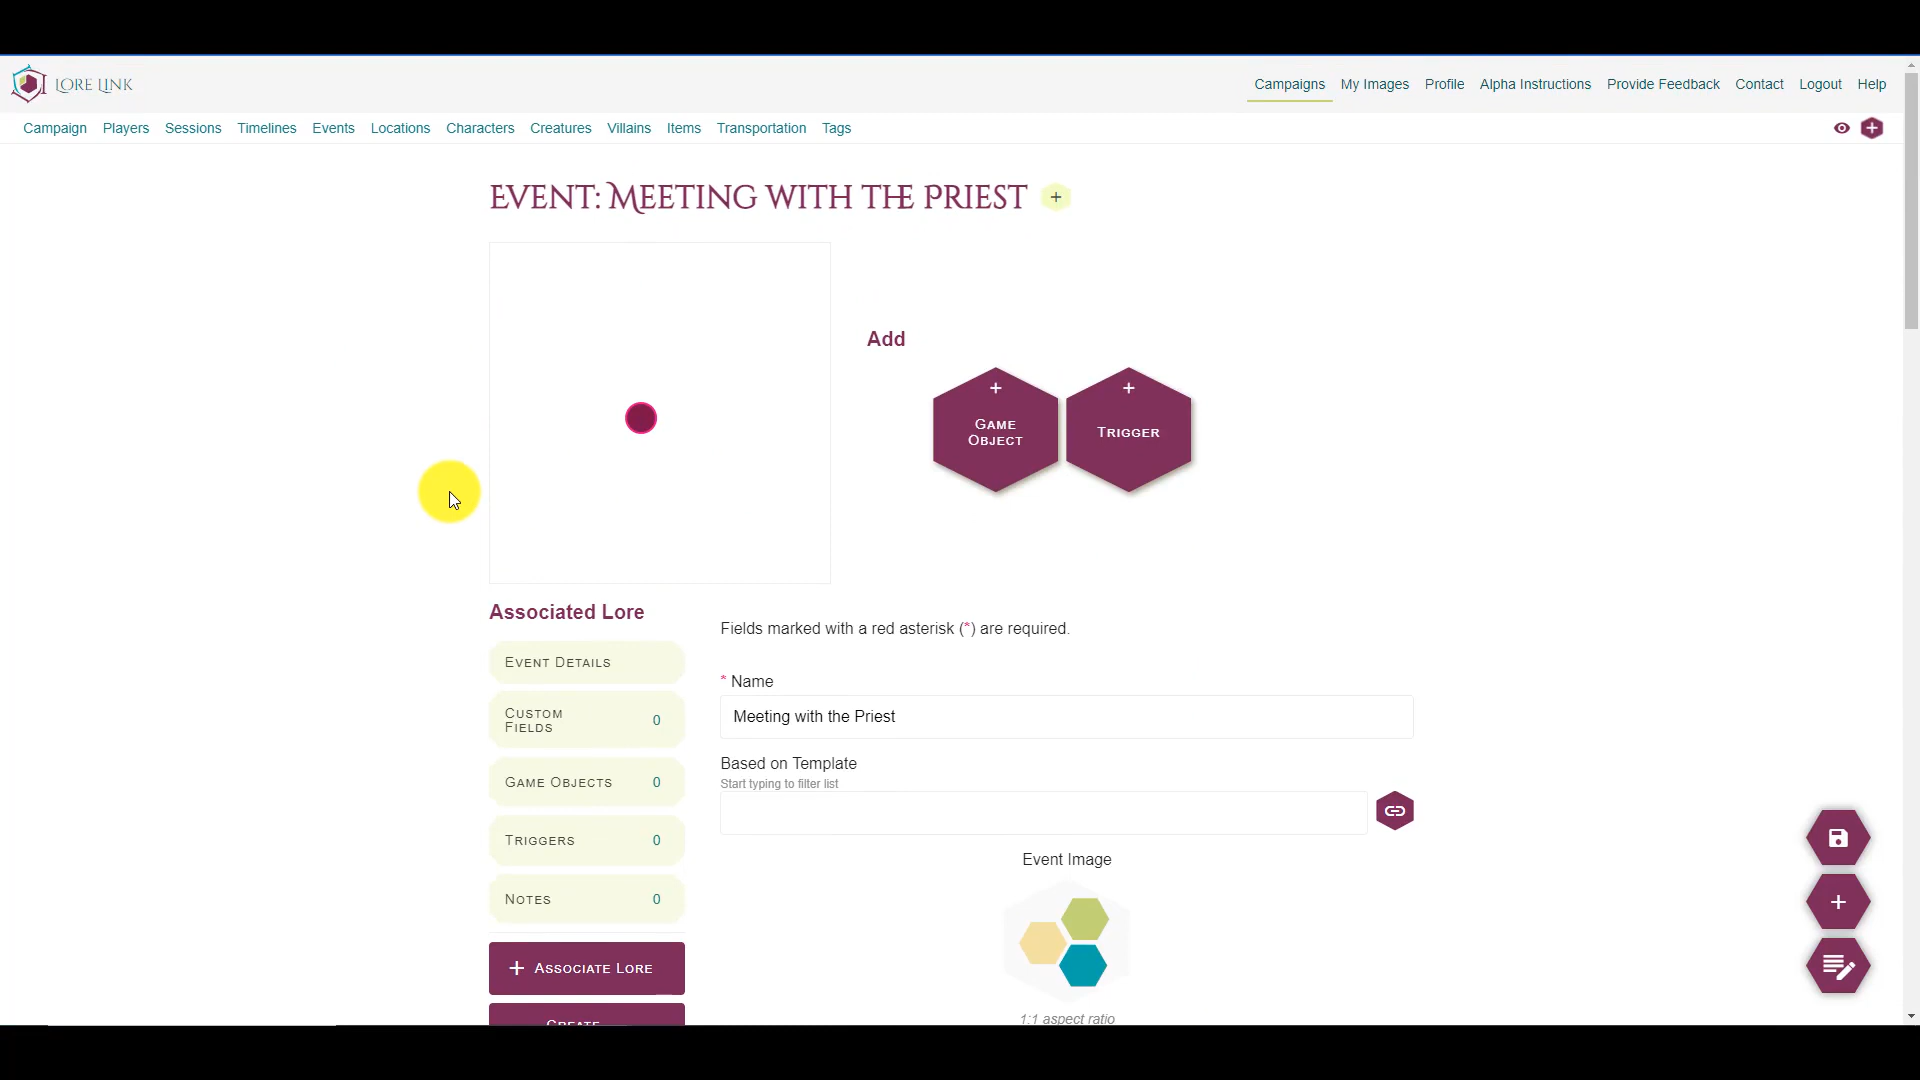 LORE LINK
Campaigns My Images Profile Alpha Instructions Provide Feedback Contact Logout Help
Campaign Players Sessions Timelines Events Locations Characters Creatures Villains Items Transportation Tags
EVENT: MEETING WITH THE PRIEST +
Add
+ +
GAME OBJECT
TRIGGER
Associated Lore
EVENT DETAILS
CUSTOM FIELDS 0
GAME OBJECTS 0
TRIGGERS 0
NOTES 0
+ ASSOCIATE LORE
CREATE
Fields marked with a red asterisk (*) are required.
* Name
Meeting with the Priest
Based on Template
Start typing to filter list
Event Image
1:1 aspect ratio